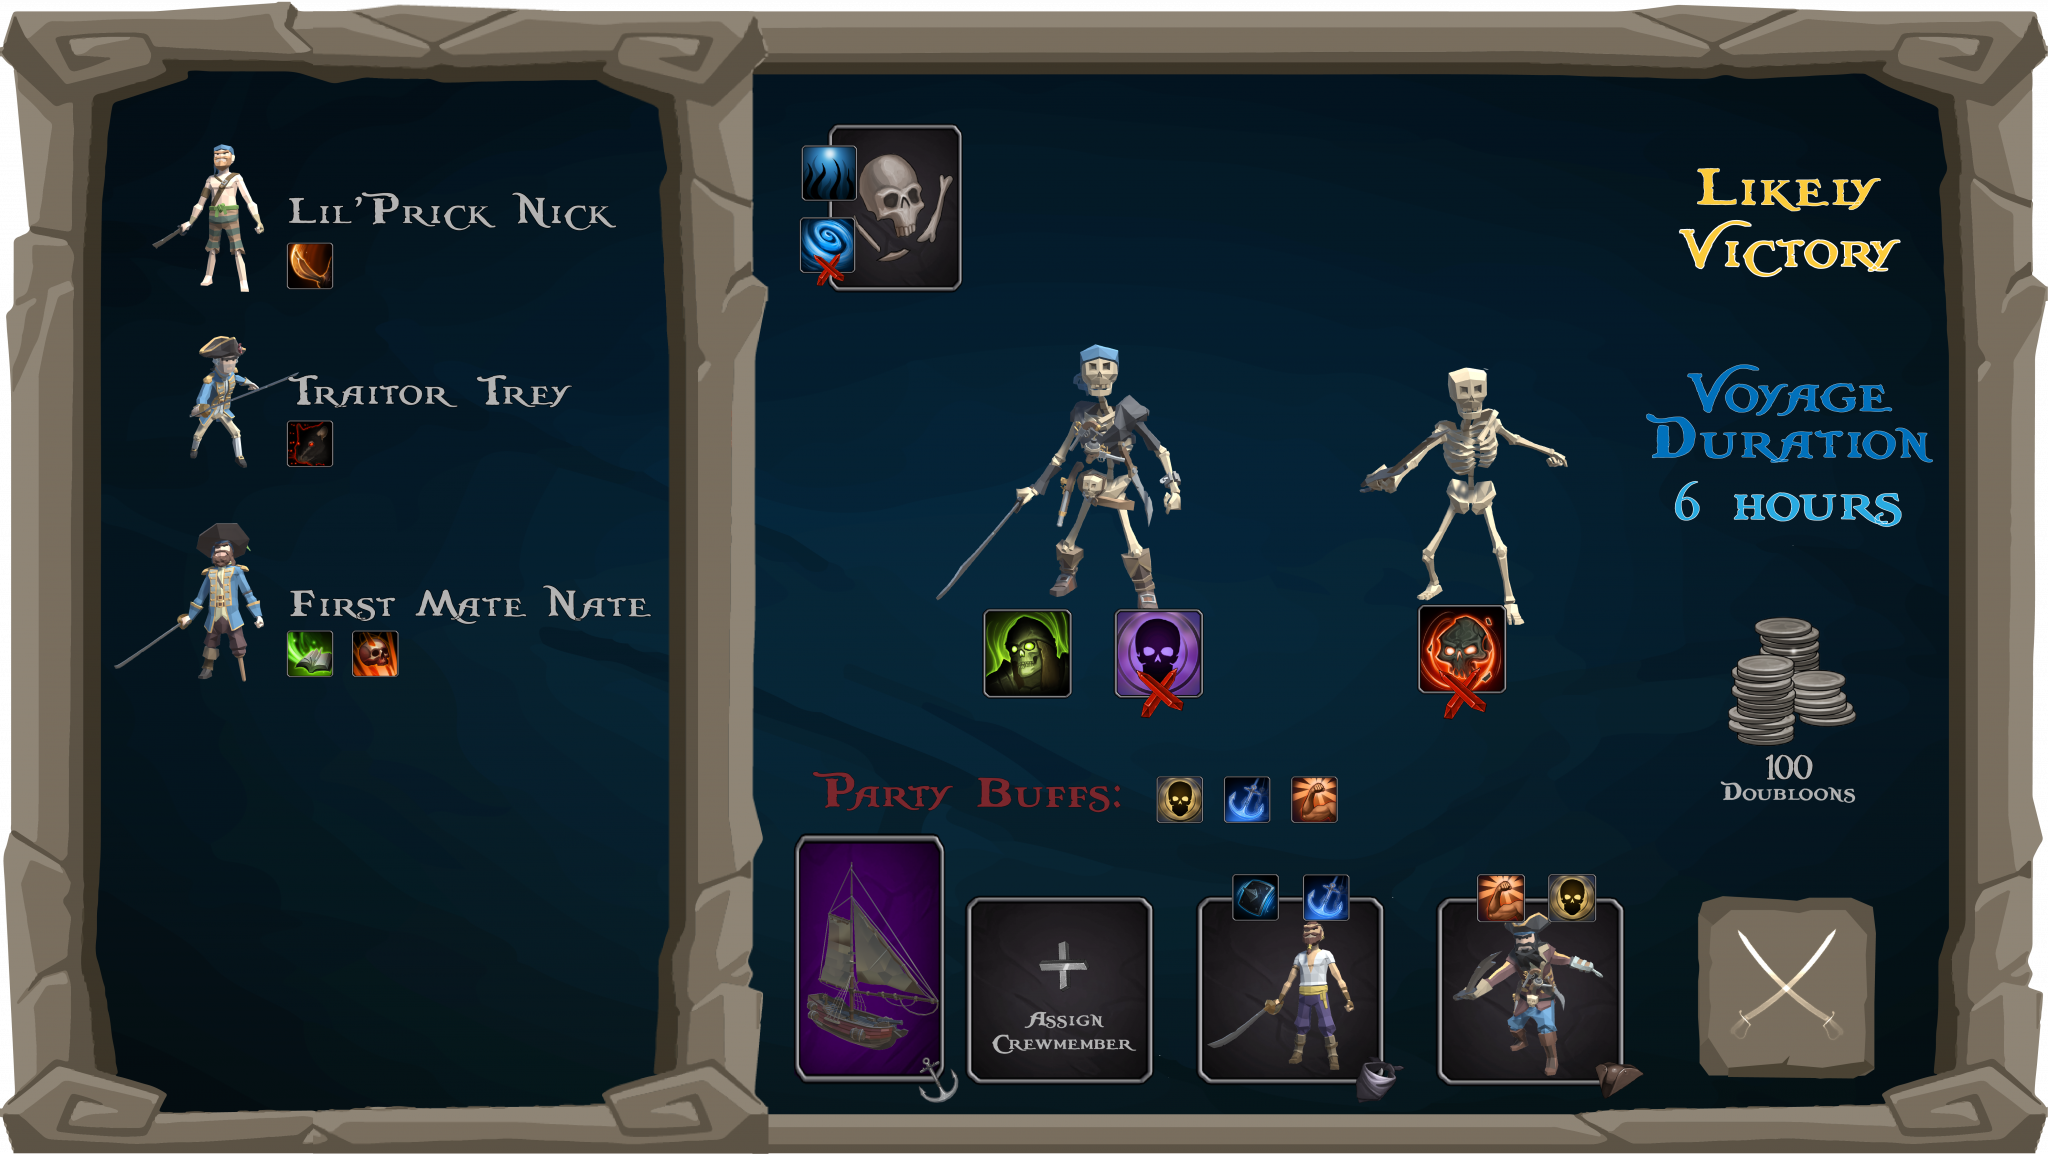 Lil'Prick Nick
Traitor Trey
First Mate Nate
Likely
Victory
Voyage
Duration
6 hours
100
Doubloons
Party Buffs:
Assign
Crewmember